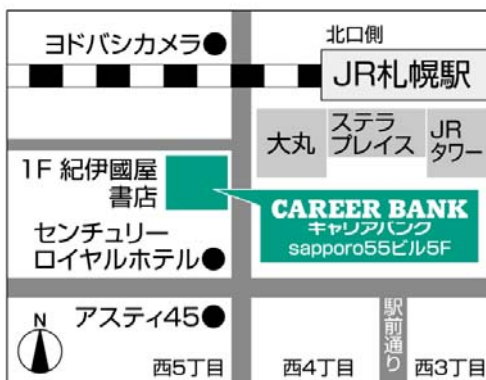 北口側
ヨドバシカメラ
JR札幌駅
大丸
ステラ
プレイス
JR
タワー
1F 紀伊國屋
書店
CAREER BANK
キャリアバンク
sapporo55ビル5F
センチュリー
ロイヤルホテル
N
アスティ45
駅前通り
西5丁目
西4丁目
西3丁目